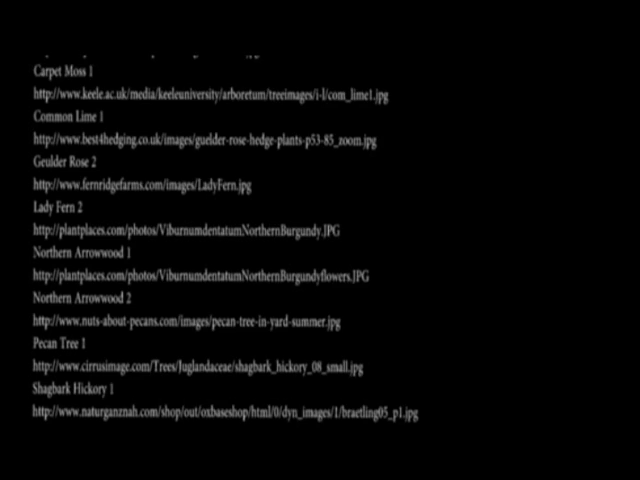 Carpet Moss 1
http://www.keele.ac.uk/media/keeleuniversity/arboretum/treeimages/i-l/com_lime1.jpg
Common Lime 1
http://www.best4hedging.co.uk/images/guelder-rose-hedge-plants-p53-85_zoom.jpg
Geulder Rose 2
http://www.fernridgefarms.com/images/LadyFern.jpg
Lady Fern 2
http://plantplaces.com/photos/ViburnumdentatumNorthernBurgundy.JPG
Northern Arrowwood 1
http://plantplaces.com/photos/ViburnumdentatumNorthernBurgundyflowers.JPG
Northern Arrowwood 2
http://www.nuts-about-pecans.com/images/pecan-tree-in-yard-summer.jpg
Pecan Tree 1
http://www.cirrusimage.com/Trees/Juglandaceae/shagbark_hickory_08_small.jpg
Shagbark Hickory 1
http://www.naturganznah.com/shop/out/oxbaseshop/html/0/dyn_images/1/braetling05_p1.jpg